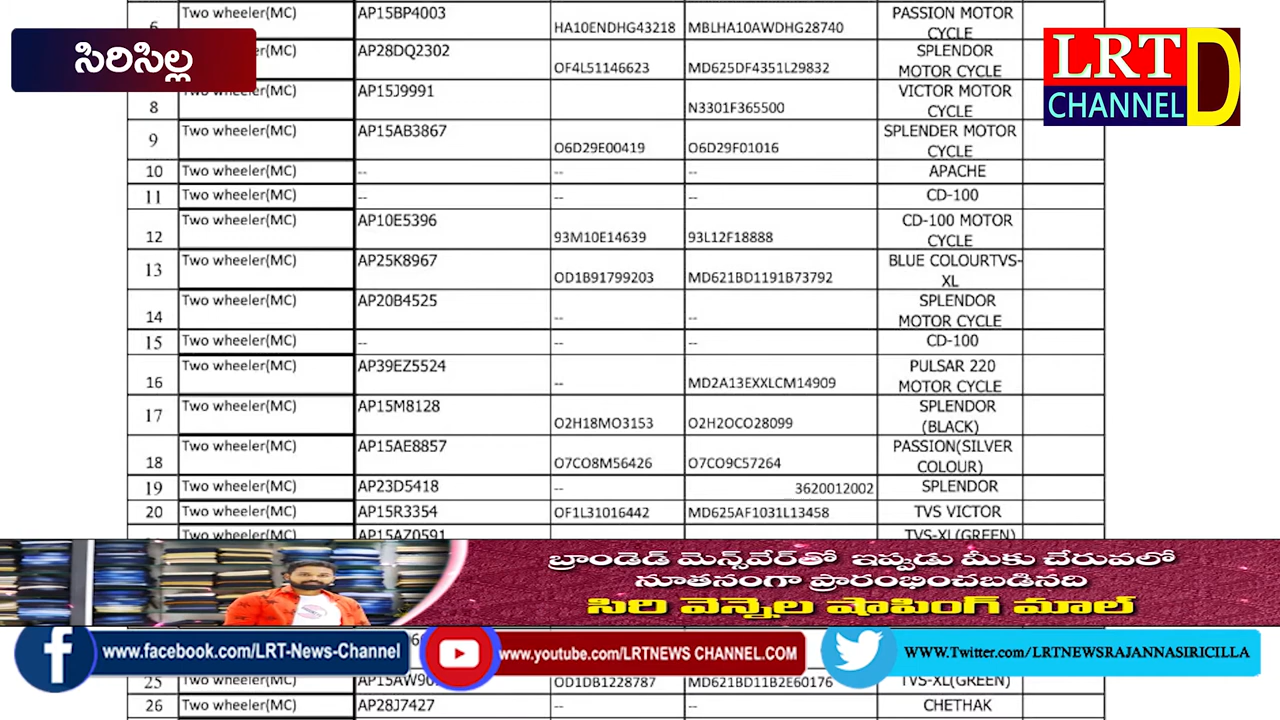 6 Two wheeler(MC) AP15BP4003 HA10ENDHG43218 MBLHA10AWDHG28740 PASSION MOTOR
CYCLE
సిరిసిల్ల
LRT
CHANNEL D
AP28DQ2302 OF4L51146623 MD625DF4351L29832 SPLENDOR
MOTOR CYCLE
8 AP15J9991 N3301F365500 VICTOR MOTOR
CYCLE
9 Two wheeler(MC) AP15AB3867 O6D29E00419 O6D29F01016 SPLENDER MOTOR
CYCLE
10 Two wheeler(MC) -- -- -- APACHE
11 Two wheeler(MC) -- -- -- CD-100
12 Two wheeler(MC) AP10E5396 93M10E14639 93L12F18888 CD-100 MOTOR
CYCLE
13 Two wheeler(MC) AP25K8967 OD1B91799203 MD621BD1191B73792 BLUE COLOURTVS-
XL
14 Two wheeler(MC) AP20B4525 -- -- SPLENDOR
MOTOR CYCLE
15 Two wheeler(MC) -- -- -- CD-100
16 Two wheeler(MC) AP39EZ5524 -- MD2A13EXXLCM14909 PULSAR 220
MOTOR CYCLE
17 Two wheeler(MC) AP15M8128 O2H18MO3153 O2H2OCO28099 SPLENDOR
(BLACK)
18 Two wheeler(MC) AP15AE8857 O7CO8M56426 O7CO9C57264 PASSION(SILVER
COLOUR)
19 Two wheeler(MC) AP23D5418 -- 3620012002 SPLENDOR
20 Two wheeler(MC) AP15R3354 OF1L31016442 MD625AF1031L13458 TVS VICTOR
Two wheeler(MC) AP15AZ0591 TVS-XL(GREEN)
బ్రాండెడ్ మెన్స్‌వేర్‌తో ఇప్పుడు మీకు చేరువలో
నూతనంగా ప్రారంభించబడినది
సిరి వెన్నెల షాపింగ్ మాల్
www.facebook.com/LRT-News-Channel
www.youtube.com/LRTNEWS CHANNEL.COM
www.Twitter.com/LRTNEWSRAJANNASIRICILLA
25 Two wheeler(MC) OD1DB1228787 MD621BD11B2E60176 TVS-XL(GREEN)
26 Two wheeler(MC) AP28J7427 -- -- CHETHAK